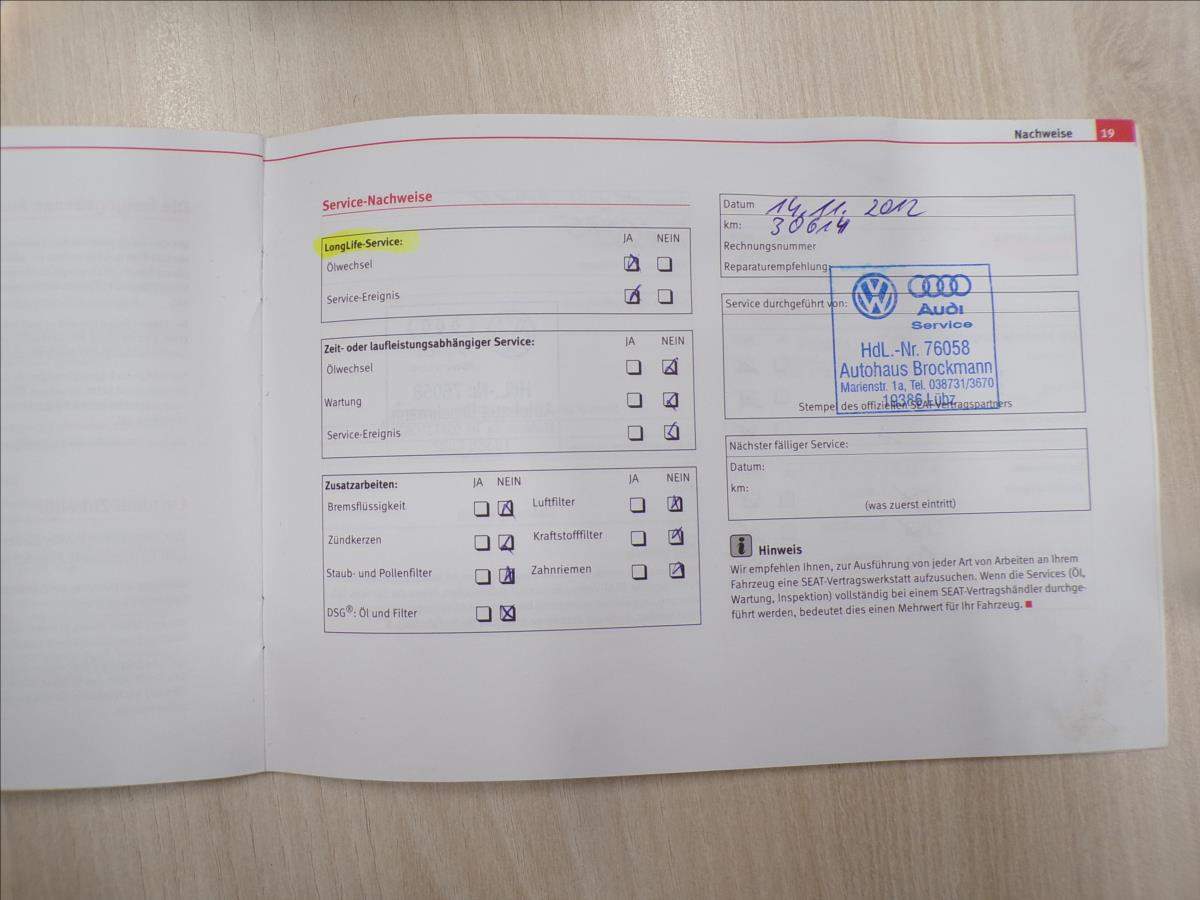 Nachweise 19
Service-Nachweise
LongLife-Service: JA NEIN
Ölwechsel
Service-Ereignis
Zeit- oder laufleistungsabhängiger Service: JA NEIN
Ölwechsel
Wartung
Service-Ereignis
Zusatzarbeiten: JA NEIN JA NEIN
Bremsflüssigkeit Luftfilter
Zündkerzen Kraftstofffilter
Staub- und Pollenfilter Zahnriemen
DSG®: Öl und Filter
Datum 14.11. 2012
km: 30614
Rechnungsnummer
Reparaturempfehlung:
Service durchgeführt von:
Audi
Service
HdL.-Nr. 76058
Autohaus Brockmann
Marienstr. 1a, Tel. 038731/3670
19386 Lübz
Stempel des offiziellen SEAT Vertragspartners
Nächster fälliger Service:
Datum:
km:
(was zuerst eintritt)
Hinweis
Wir empfehlen Ihnen, zur Ausführung von jeder Art von Arbeiten an Ihrem
Fahrzeug eine SEAT-Vertragswerkstatt aufzusuchen. Wenn die Services (Öl,
Wartung, Inspektion) vollständig bei einem SEAT-Vertragshändler durchge-
führt werden, bedeutet dies einen Mehrwert für Ihr Fahrzeug.